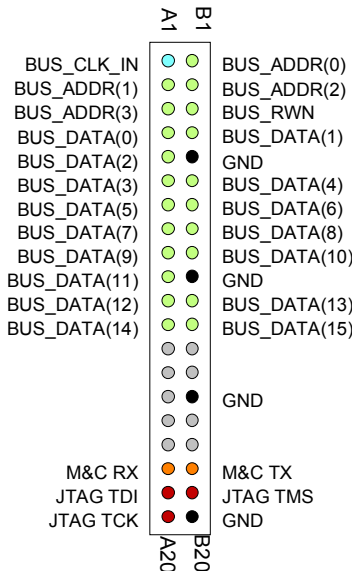 A1 B1
BUS_CLK_IN BUS_ADDR(0)
BUS_ADDR(1) BUS_ADDR(2)
BUS_ADDR(3) BUS_RWN
BUS_DATA(0) BUS_DATA(1)
BUS_DATA(2) GND
BUS_DATA(3) BUS_DATA(4)
BUS_DATA(5) BUS_DATA(6)
BUS_DATA(7) BUS_DATA(8)
BUS_DATA(9) BUS_DATA(10)
BUS_DATA(11) GND
BUS_DATA(12) BUS_DATA(13)
BUS_DATA(14) BUS_DATA(15)
GND
M&C RX M&C TX
JTAG TDI JTAG TMS
JTAG TCK GND
A20 B20